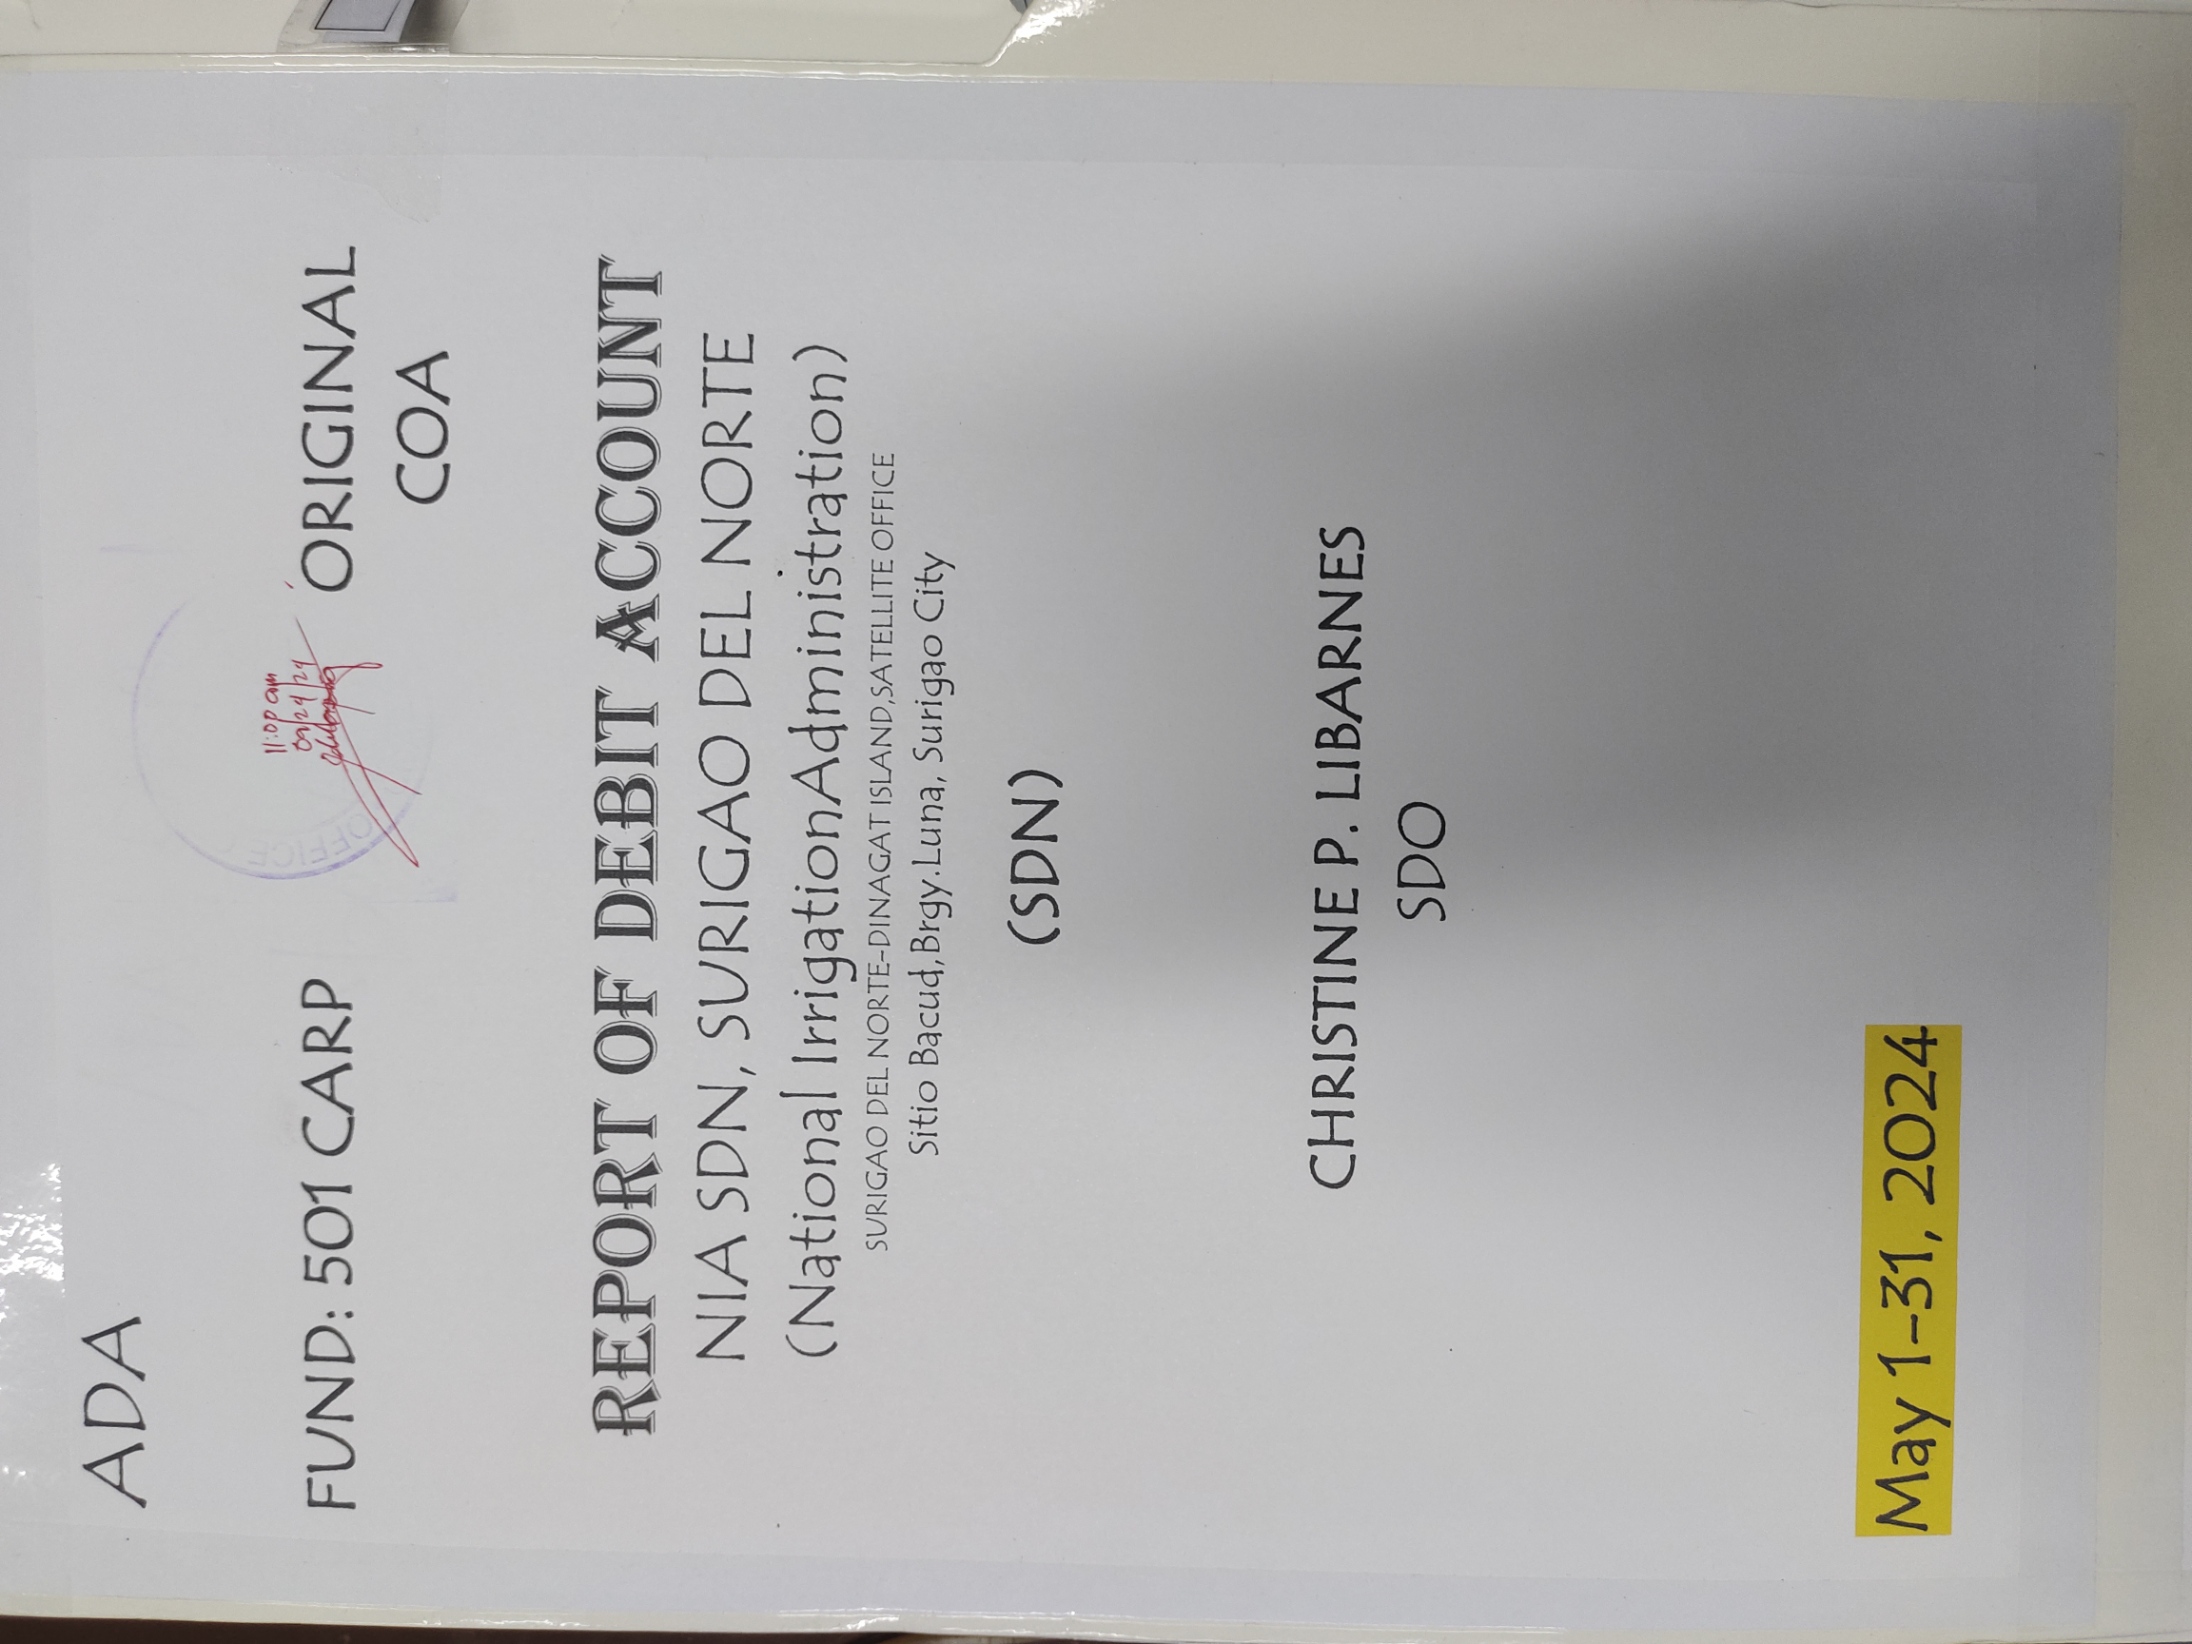 ADA
11:00 am
09/24/24
FUND: 501 CARP
ORIGINAL
COA
OFFICE
REPORT OF DEBIT ACCOUNT
NIA SDN, SURIGAO DEL NORTE
(National IrrigationAdministration)
SURIGAO DEL NORTE-DINAGAT ISLAND,SATELLITE OFFICE
Sitio Bacud,Brgy.Luna, Surigao City
(SDN)
CHRISTINE P. LIBARNES
SDO
May 1-31, 2024